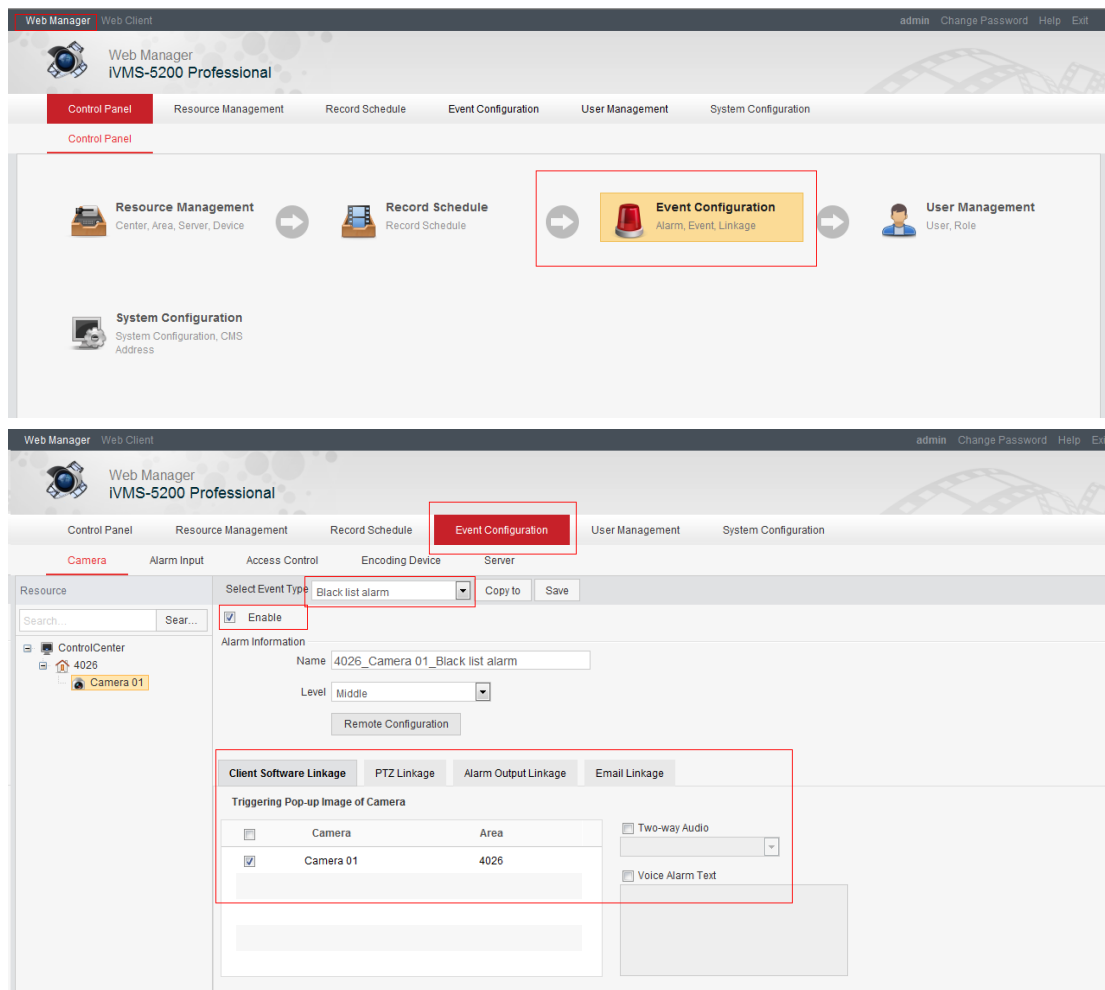 Web Manager Web Client admin Change Password Help Exit
Web Manager
iVMS-5200 Professional
Control Panel Resource Management Record Schedule Event Configuration User Management System Configuration
Control Panel
Resource Management
Center, Area, Server, Device
Record Schedule
Record Schedule
Event Configuration
Alarm, Event, Linkage
User Management
User, Role
System Configuration
System Configuration, CMS
Address
Web Manager Web Client admin Change Password Help Exi
Web Manager
iVMS-5200 Professional
Control Panel Resource Management Record Schedule Event Configuration User Management System Configuration
Camera Alarm Input Access Control Encoding Device Server
Resource
Search... Sear...
ControlCenter
4026
Camera 01
Select Event Type Black list alarm Copy to Save
Enable
Alarm Information
Name 4026_Camera 01_Black list alarm
Level Middle
Remote Configuration
Client Software Linkage PTZ Linkage Alarm Output Linkage Email Linkage
Triggering Pop-up Image of Camera
Camera Area
Camera 01 4026
Two-way Audio
Voice Alarm Text